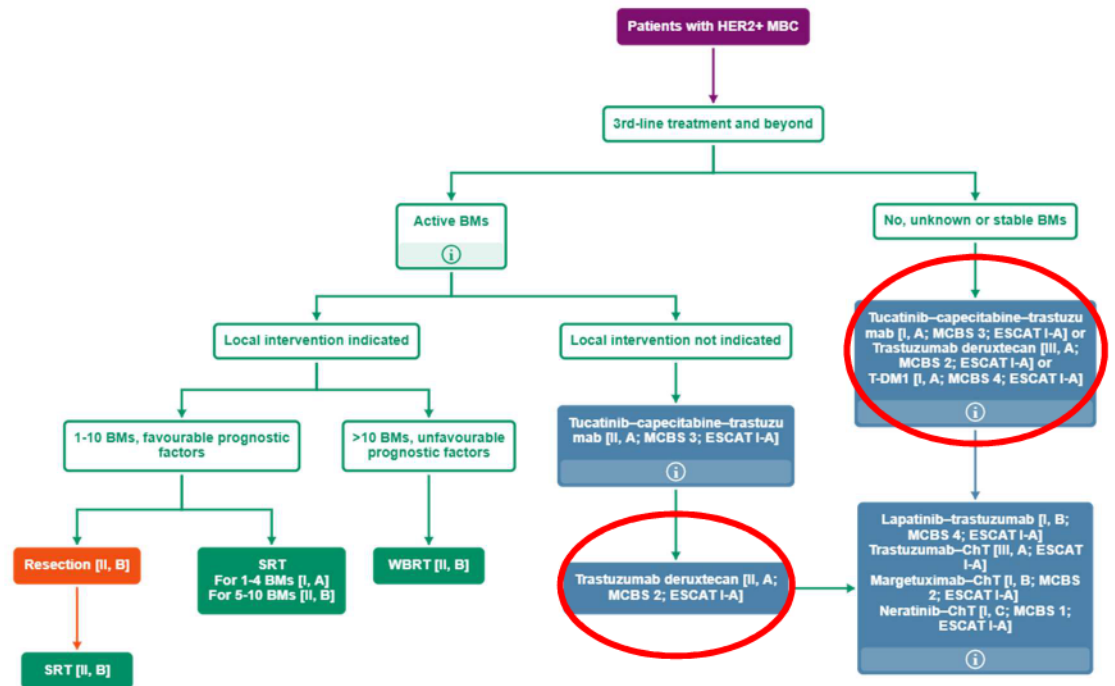 Patients with HER2+ MBC
3rd-line treatment and beyond
Active BMs
No, unknown or stable BMs
Local intervention indicated
Local intervention not indicated
Tucatinib–capecitabine–trastuzu
mab [I, A; MCBS 3; ESCAT I-A] or
Trastuzumab deruxtecan [III, A;
MCBS 2; ESCAT I-A] or
T-DM1 [I, A; MCBS 4; ESCAT I-A]
1-10 BMs, favourable prognostic
factors
>10 BMs, unfavourable
prognostic factors
Tucatinib–capecitabine–trastuzu
mab [II, A; MCBS 3; ESCAT I-A]
Resection [II, B]
SRT
For 1-4 BMs [I, A]
For 5-10 BMs [II, B]
WBRT [II, B]
Trastuzumab deruxtecan [II, A;
MCBS 2; ESCAT I-A]
Lapatinib–trastuzumab [I, B;
MCBS 4; ESCAT I-A]
Trastuzumab–ChT [III, A; ESCAT
I-A]
Margetuximab–ChT [I, B; MCBS
2; ESCAT I-A]
Neratinib–ChT [I, C; MCBS 1;
ESCAT I-A]
SRT [II, B]